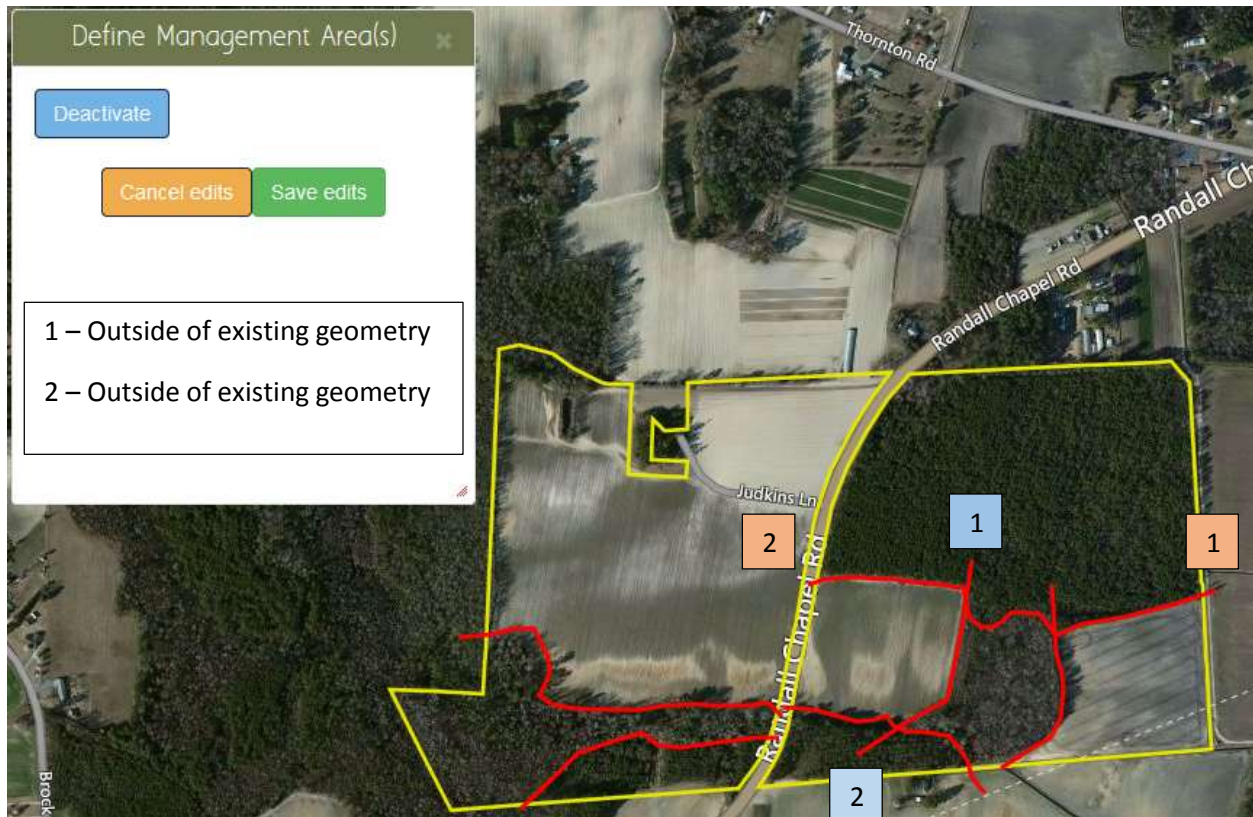 Define Management Area(s) ×
Deactivate
Cancel edits Save edits
1 – Outside of existing geometry
2 – Outside of existing geometry
Thornton Rd
Randall Ch
Randall Chapel Rd
Judkins Ln
1
2
1
Randall Chapel Rd
2
Brock